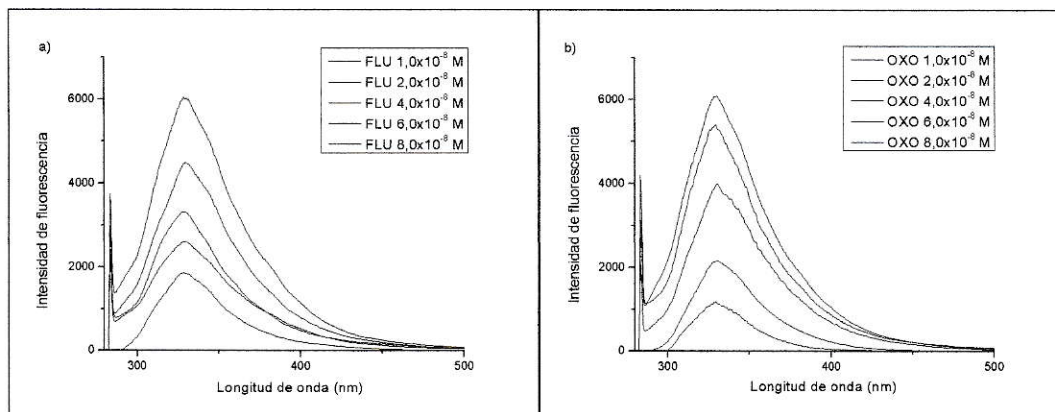 a)
FLU 1,0x10⁻⁸ M
FLU 2,0x10⁻⁸ M
FLU 4,0x10⁻⁸ M
FLU 6,0x10⁻⁸ M
FLU 8,0x10⁻⁸ M
Intensidad de fluorescencia
6000
4000
2000
0
300
400
500
Longitud de onda (nm)
b)
OXO 1,0x10⁻⁸ M
OXO 2,0x10⁻⁸ M
OXO 4,0x10⁻⁸ M
OXO 6,0x10⁻⁸ M
OXO 8,0x10⁻⁸ M
Intensidad de fluorescencia
6000
4000
2000
0
300
400
500
Longitud de onda (nm)